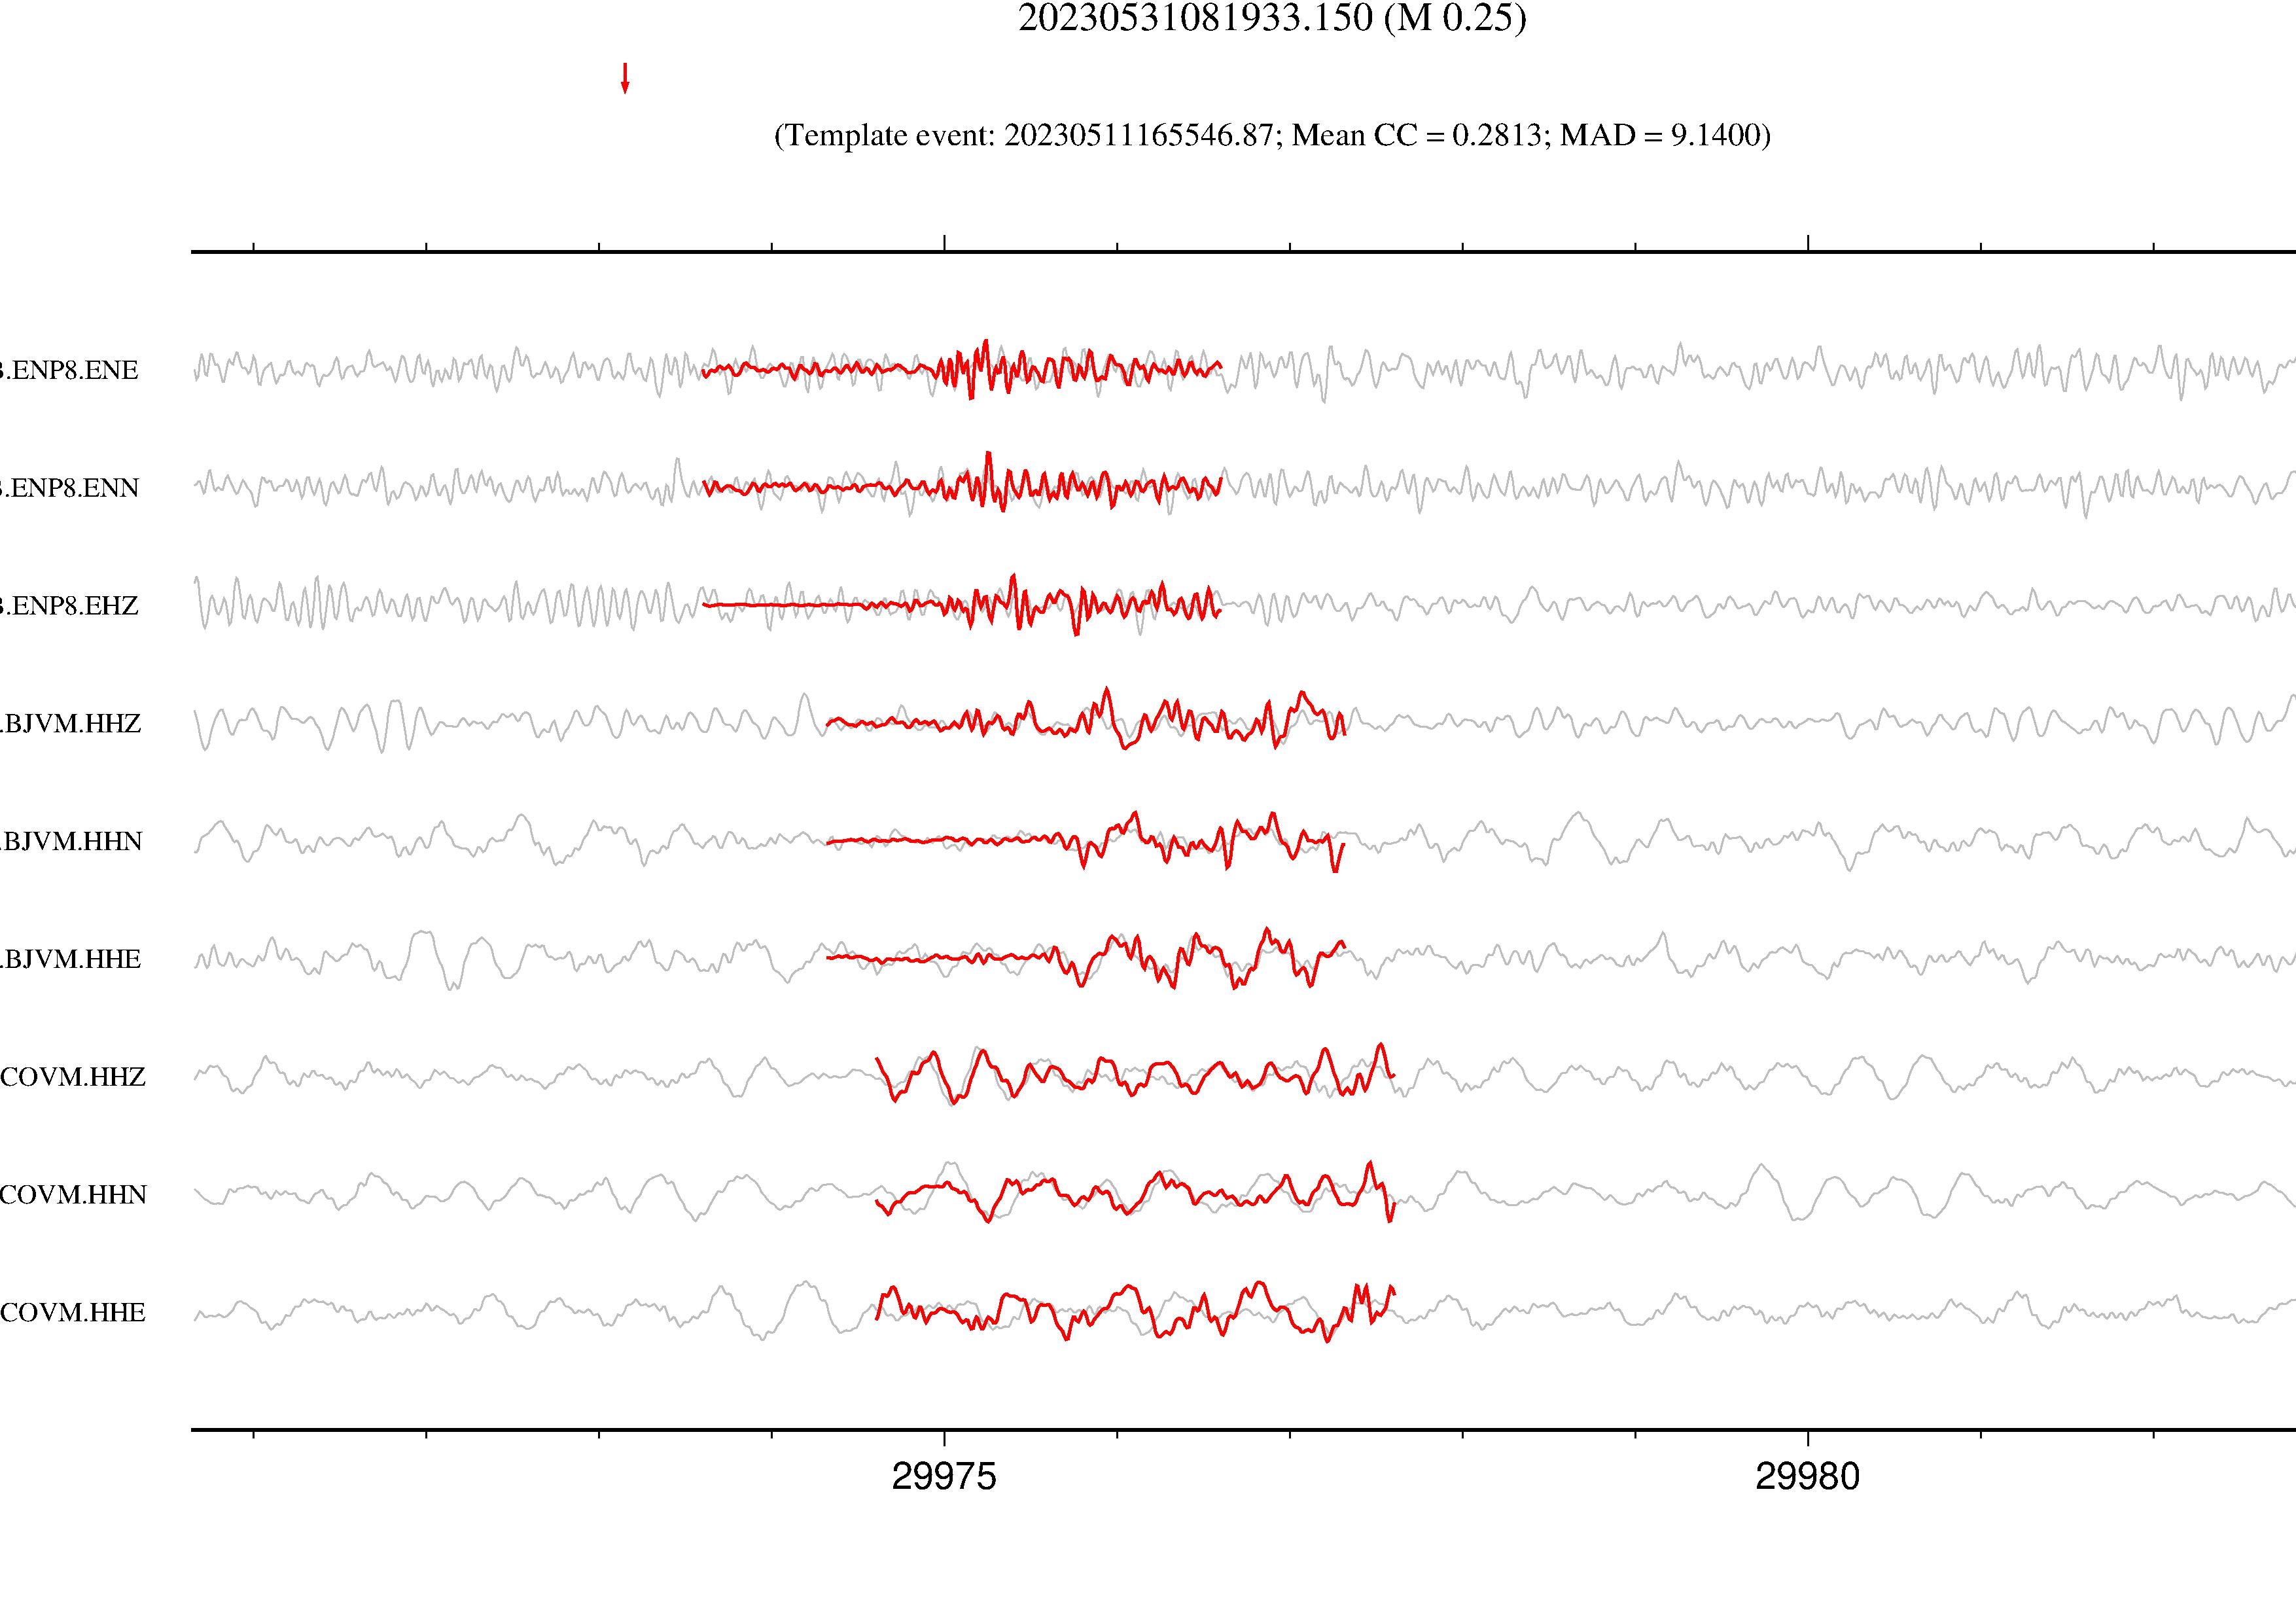 20230531081933.150 (M 0.25)
(Template event: 20230511165546.87; Mean CC = 0.2813; MAD = 9.1400)
.ENP8.ENE
.ENP8.ENN
.ENP8.EHZ
.BJVM.HHZ
.BJVM.HHN
.BJVM.HHE
COVM.HHZ
COVM.HHN
COVM.HHE
29975 29980